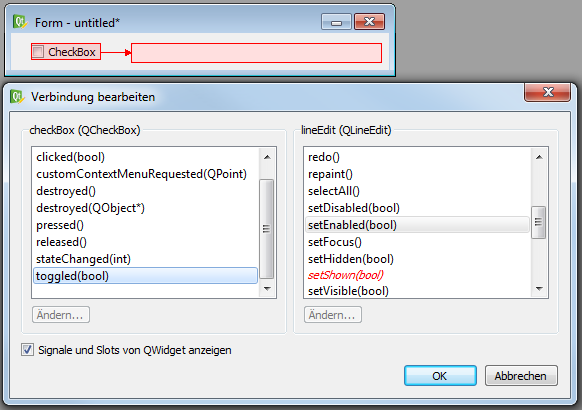 Form - untitled*
CheckBox
Verbindung bearbeiten
checkBox (QCheckBox)
clicked(bool)
customContextMenuRequested(QPoint)
destroyed()
destroyed(QObject*)
pressed()
released()
stateChanged(int)
toggled(bool)
Ändern...
lineEdit (QLineEdit)
redo()
repaint()
selectAll()
setDisabled(bool)
setEnabled(bool)
setFocus()
setHidden(bool)
setShown(bool)
setVisible(bool)
Ändern...
Signale und Slots von QWidget anzeigen
OK
Abbrechen